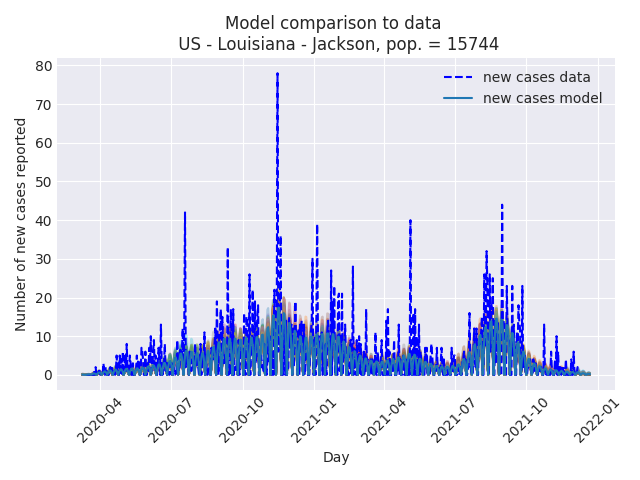 Model comparison to data
US - Louisiana - Jackson, pop. = 15744
new cases data
new cases model
Number of new cases reported
80
70
60
50
40
30
20
10
0
2020-04
2020-07
2020-10
2021-01
2021-04
2021-07
2021-10
2022-01
Day